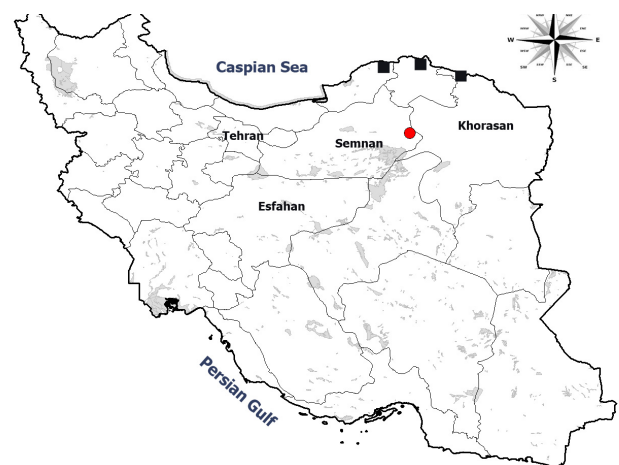 Caspian Sea
W
E
S
Tehran
Semnan
Khorasan
Esfahan
Persian Gulf